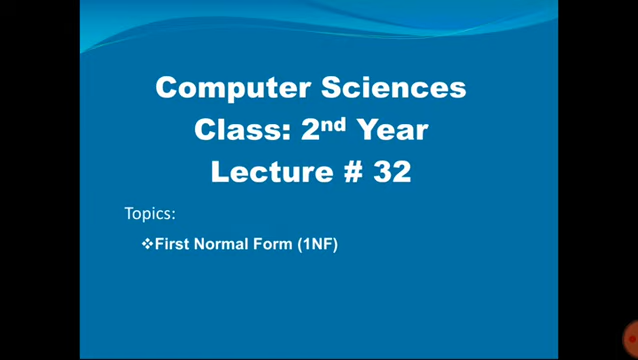 Computer Sciences
Class: 2nd Year
Lecture # 32
Topics:
❖First Normal Form (1NF)